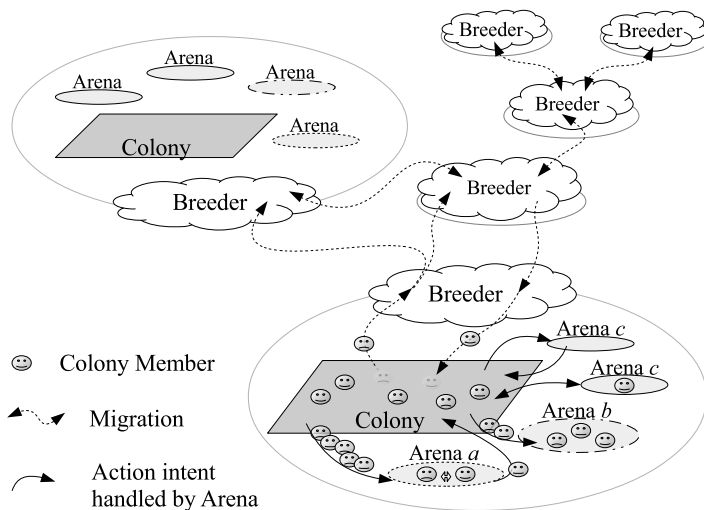 Breeder
Breeder
Arena
Arena
Arena
Breeder
Arena
Colony
Breeder
Breeder
Breeder
Arena c
Colony Member
Arena c
Migration
Colony
Arena b
Arena a
Action intent
handled by Arena